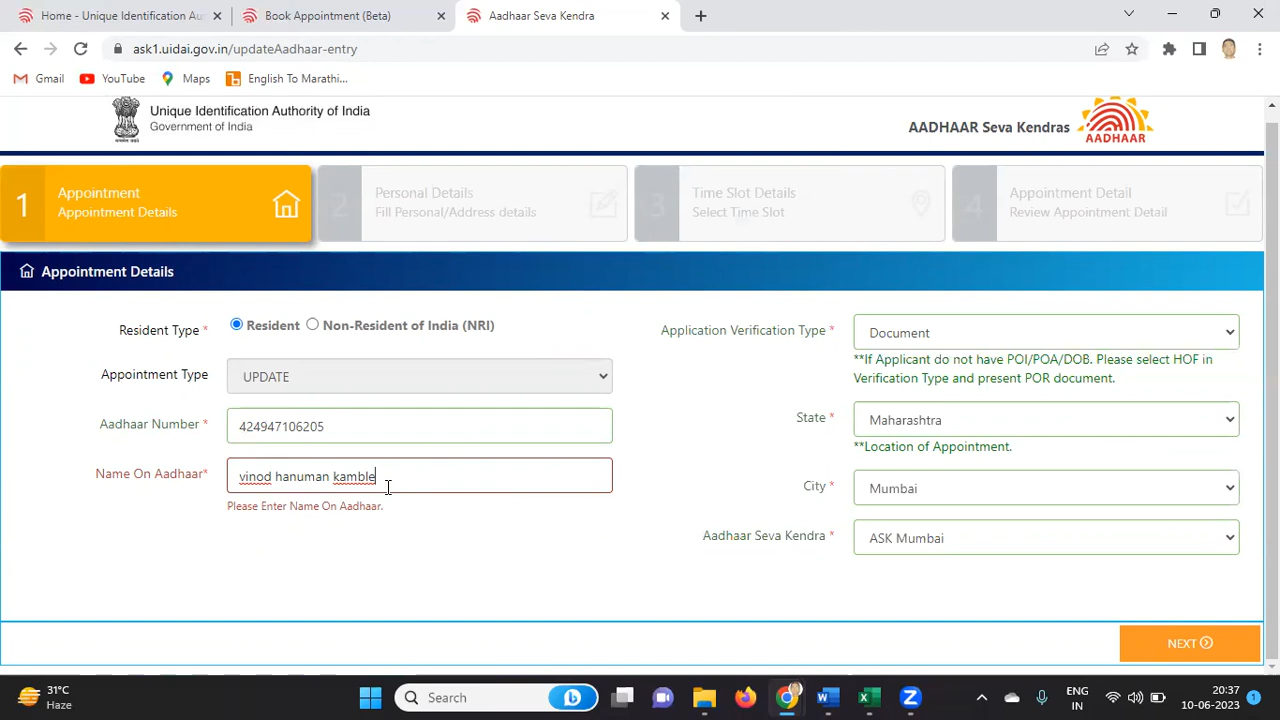 Home - Unique Identification Aut
Book Appointment (Beta)
Aadhaar Seva Kendra
ask1.uidai.gov.in/updateAadhaar-entry
Gmail
YouTube
Maps
English To Marathi...
Unique Identification Authority of India
Government of India
AADHAAR Seva Kendras
AADHAAR
1
Appointment
Appointment Details
2
Personal Details
Fill Personal/Address details
3
Time Slot Details
Select Time Slot
4
Appointment Detail
Review Appointment Detail
Appointment Details
Resident Type *
Resident
Non-Resident of India (NRI)
Application Verification Type *
Document
**If Applicant do not have POI/POA/DOB. Please select HOF in
Verification Type and present POR document.
Appointment Type
UPDATE
Aadhaar Number *
424947106205
State *
Maharashtra
**Location of Appointment.
Name On Aadhaar*
vinod hanuman kamble
Please Enter Name On Aadhaar.
City *
Mumbai
Aadhaar Seva Kendra *
ASK Mumbai
NEXT
31°C
Haze
Search
ENG
IN
20:37
10-06-2023
1